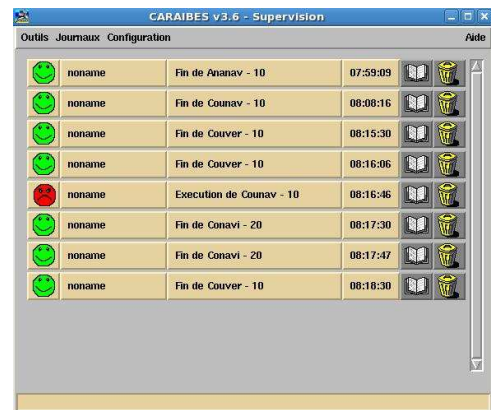 CARAIBES v3.6 - Supervision
Outils Journaux Configuration Aide
noname Fin de Ananav - 10 07:59:09
noname Fin de Counav - 10 08:08:16
noname Fin de Couver - 10 08:15:30
noname Fin de Couver - 10 08:16:06
noname Execution de Counav - 10 08:16:46
noname Fin de Conavi - 20 08:17:30
noname Fin de Conavi - 20 08:17:47
noname Fin de Couver - 10 08:18:30